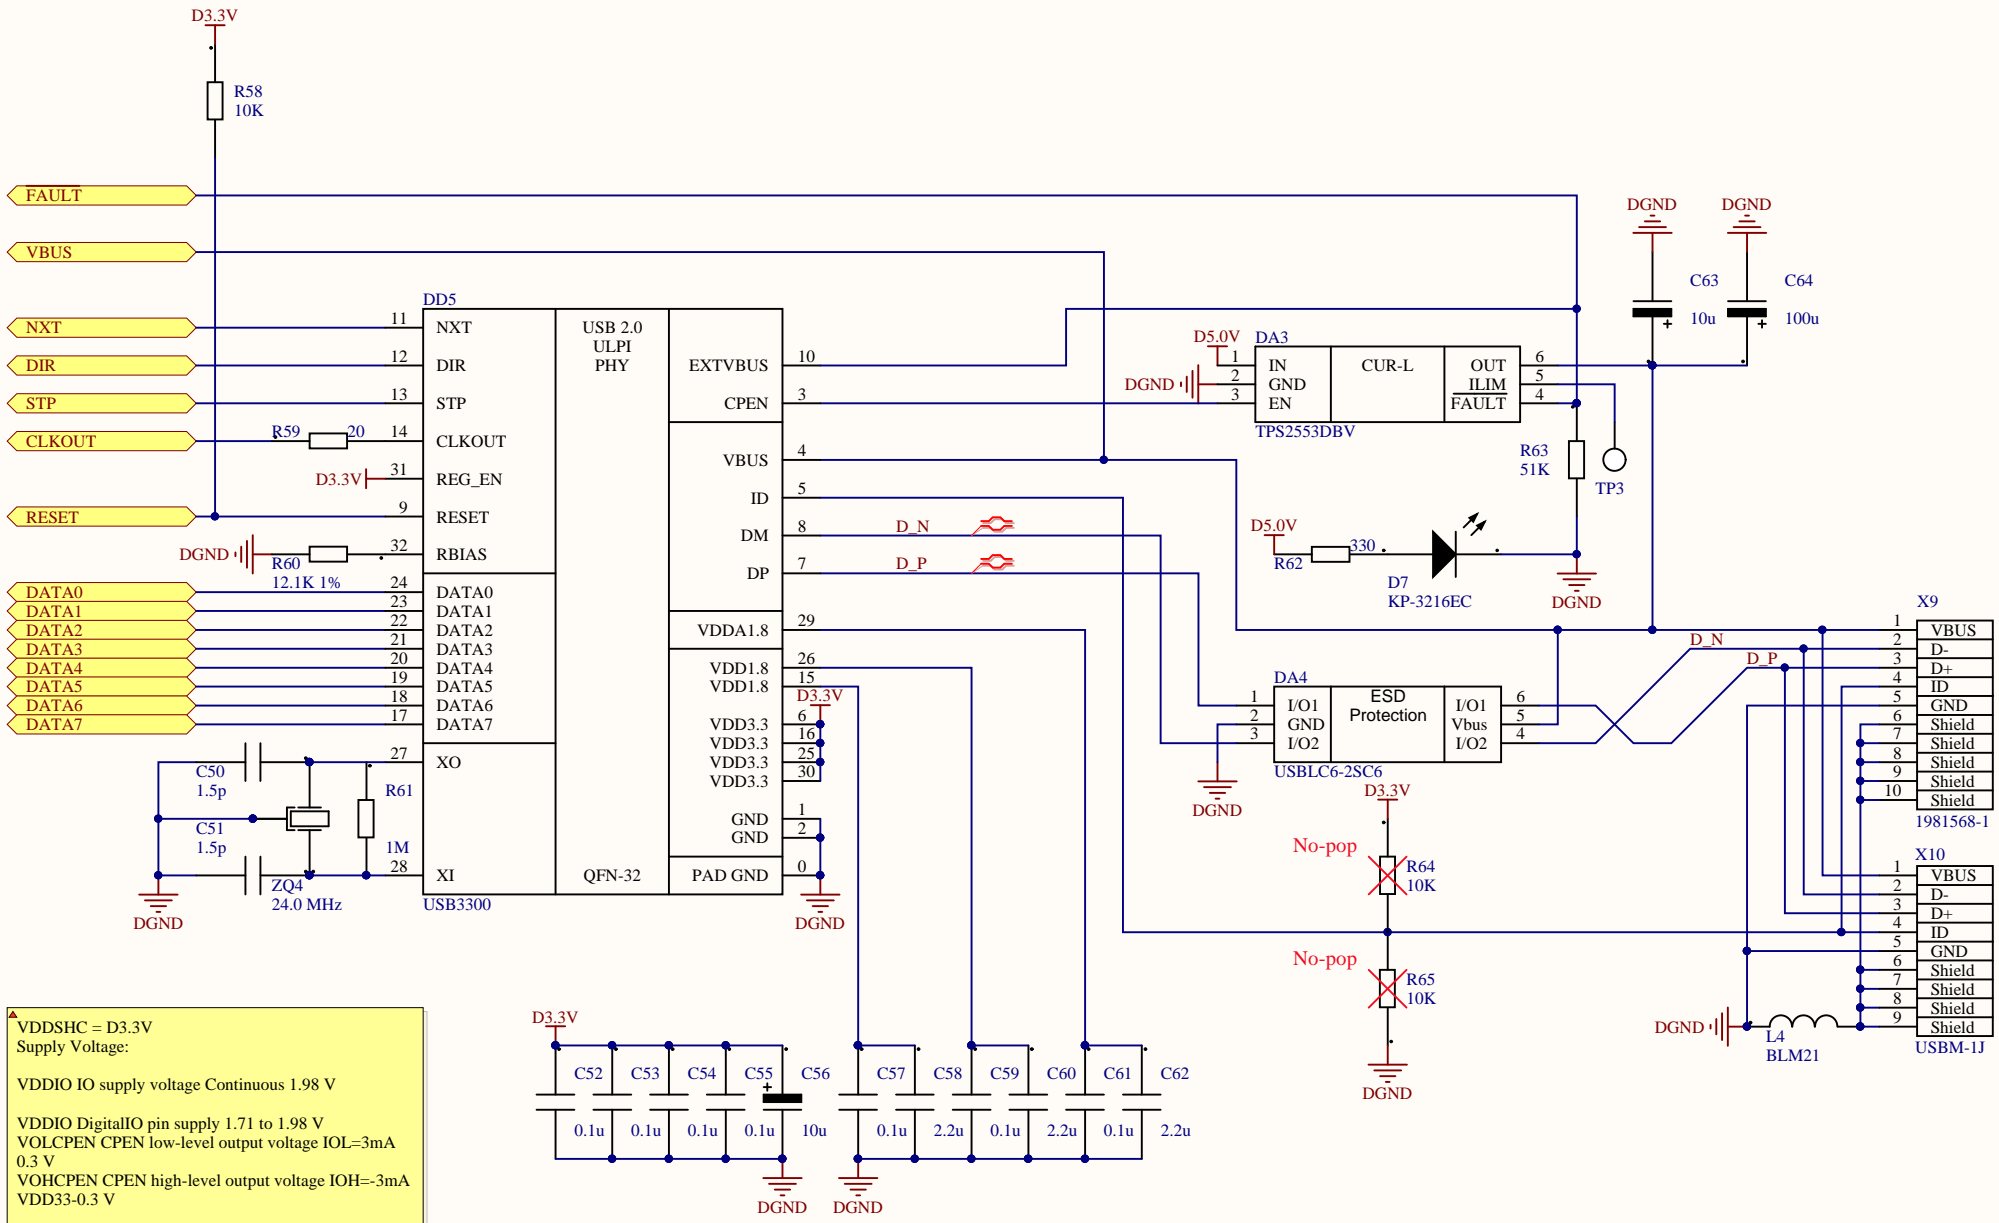 D3.3V
R58
10K
FAULT
VBUS
NXT
DIR
STP
CLKOUT
RESET
R59
20
D3.3V
DGND
R60
12.1K 1%
DATA0
DATA1
DATA2
DATA3
DATA4
DATA5
DATA6
DATA7
C50
1.5p
C51
1.5p
R61
1M
ZQ4
24.0 MHz
DGND
DD5
11
12
13
14
31
9
32
24
23
22
21
20
19
18
17
27
28
NXT
DIR
STP
CLKOUT
REG_EN
RESET
RBIAS
DATA0
DATA1
DATA2
DATA3
DATA4
DATA5
DATA6
DATA7
XO
XI
USB 2.0
ULPI
PHY
QFN-32
EXTVBUS
CPEN
VBUS
ID
DM
DP
VDDA1.8
VDD1.8
VDD1.8
VDD3.3
VDD3.3
VDD3.3
VDD3.3
GND
GND
PAD GND
10
3
4
5
8
7
29
26
15
6
16
25
30
1
2
0
USB3300
D3.3V
DGND
D_N
D_P
D5.0V
DGND
DA3
1
2
3
IN
GND
EN
CUR-L
OUT
ILIM
FAULT
6
5
4
TPS2553DBV
DGND
DGND
C63
10u
C64
100u
R63
51K
TP3
D5.0V
R62
330
D7
KP-3216EC
DGND
DA4
1
2
3
I/O1
GND
I/O2
ESD
Protection
I/O1
Vbus
I/O2
6
5
4
USBLC6-2SC6
DGND
D_N
D_P
X9
1
2
3
4
5
6
7
8
9
10
VBUS
D-
D+
ID
GND
Shield
Shield
Shield
Shield
Shield
1981568-1
D3.3V
No-pop
R64
10K
No-pop
R65
10K
DGND
X10
1
2
3
4
5
6
7
8
9
VBUS
D-
D+
ID
GND
Shield
Shield
Shield
Shield
USBM-1J
DGND
L4
BLM21
D3.3V
C52
0.1u
C53
0.1u
C54
0.1u
C55
0.1u
C56
10u
C57
0.1u
C58
2.2u
C59
0.1u
C60
2.2u
C61
0.1u
C62
2.2u
DGND
DGND
VDDSHC = D3.3V
Supply Voltage:
VDDIO IO supply voltage Continuous 1.98 V
VDDIO DigitalIO pin supply 1.71 to 1.98 V
VOLCPEN CPEN low-level output voltage IOL=3mA
0.3 V
VOHCPEN CPEN high-level output voltage IOH=-3mA
VDD33-0.3 V